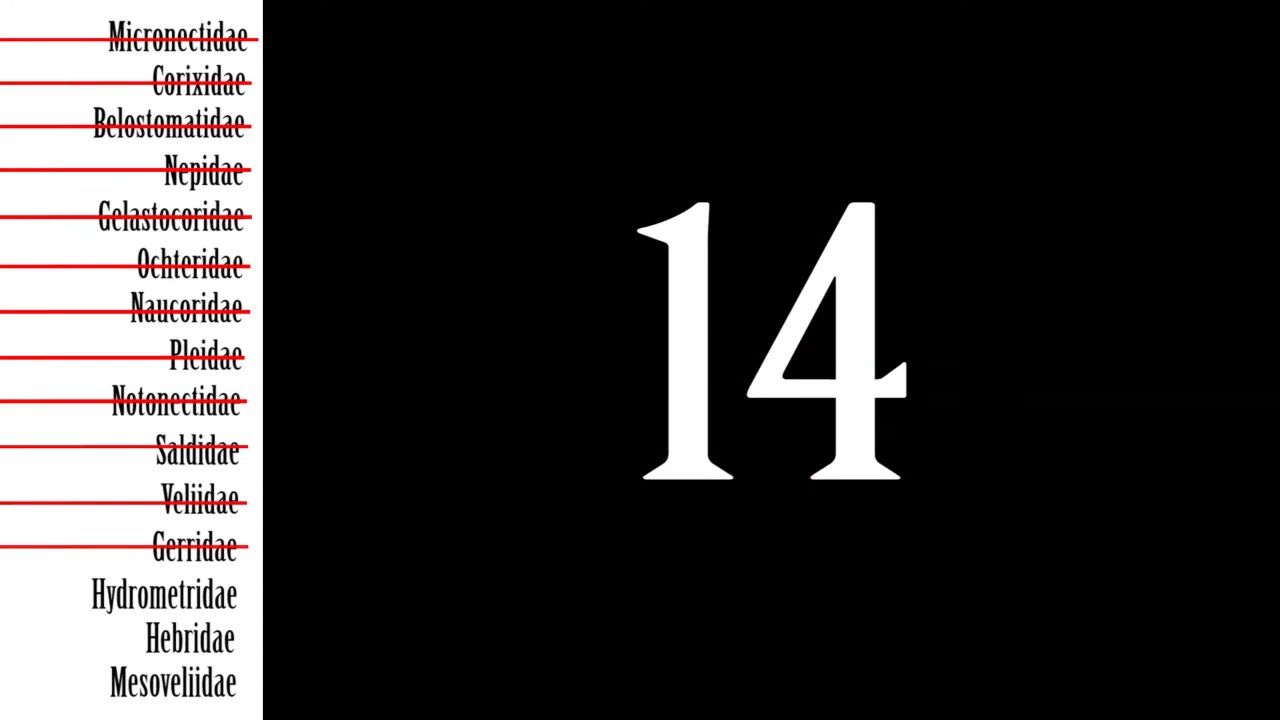 Micronectidae
Corixidae
Belostomatidae
Nepidae
Gelastocoridae
Ochteridae
Naucoridae
Pleidae
Notonectidae
Saldidae
Veliidae
Gerridae
Hydrometridae
Hebridae
Mesoveliidae
14